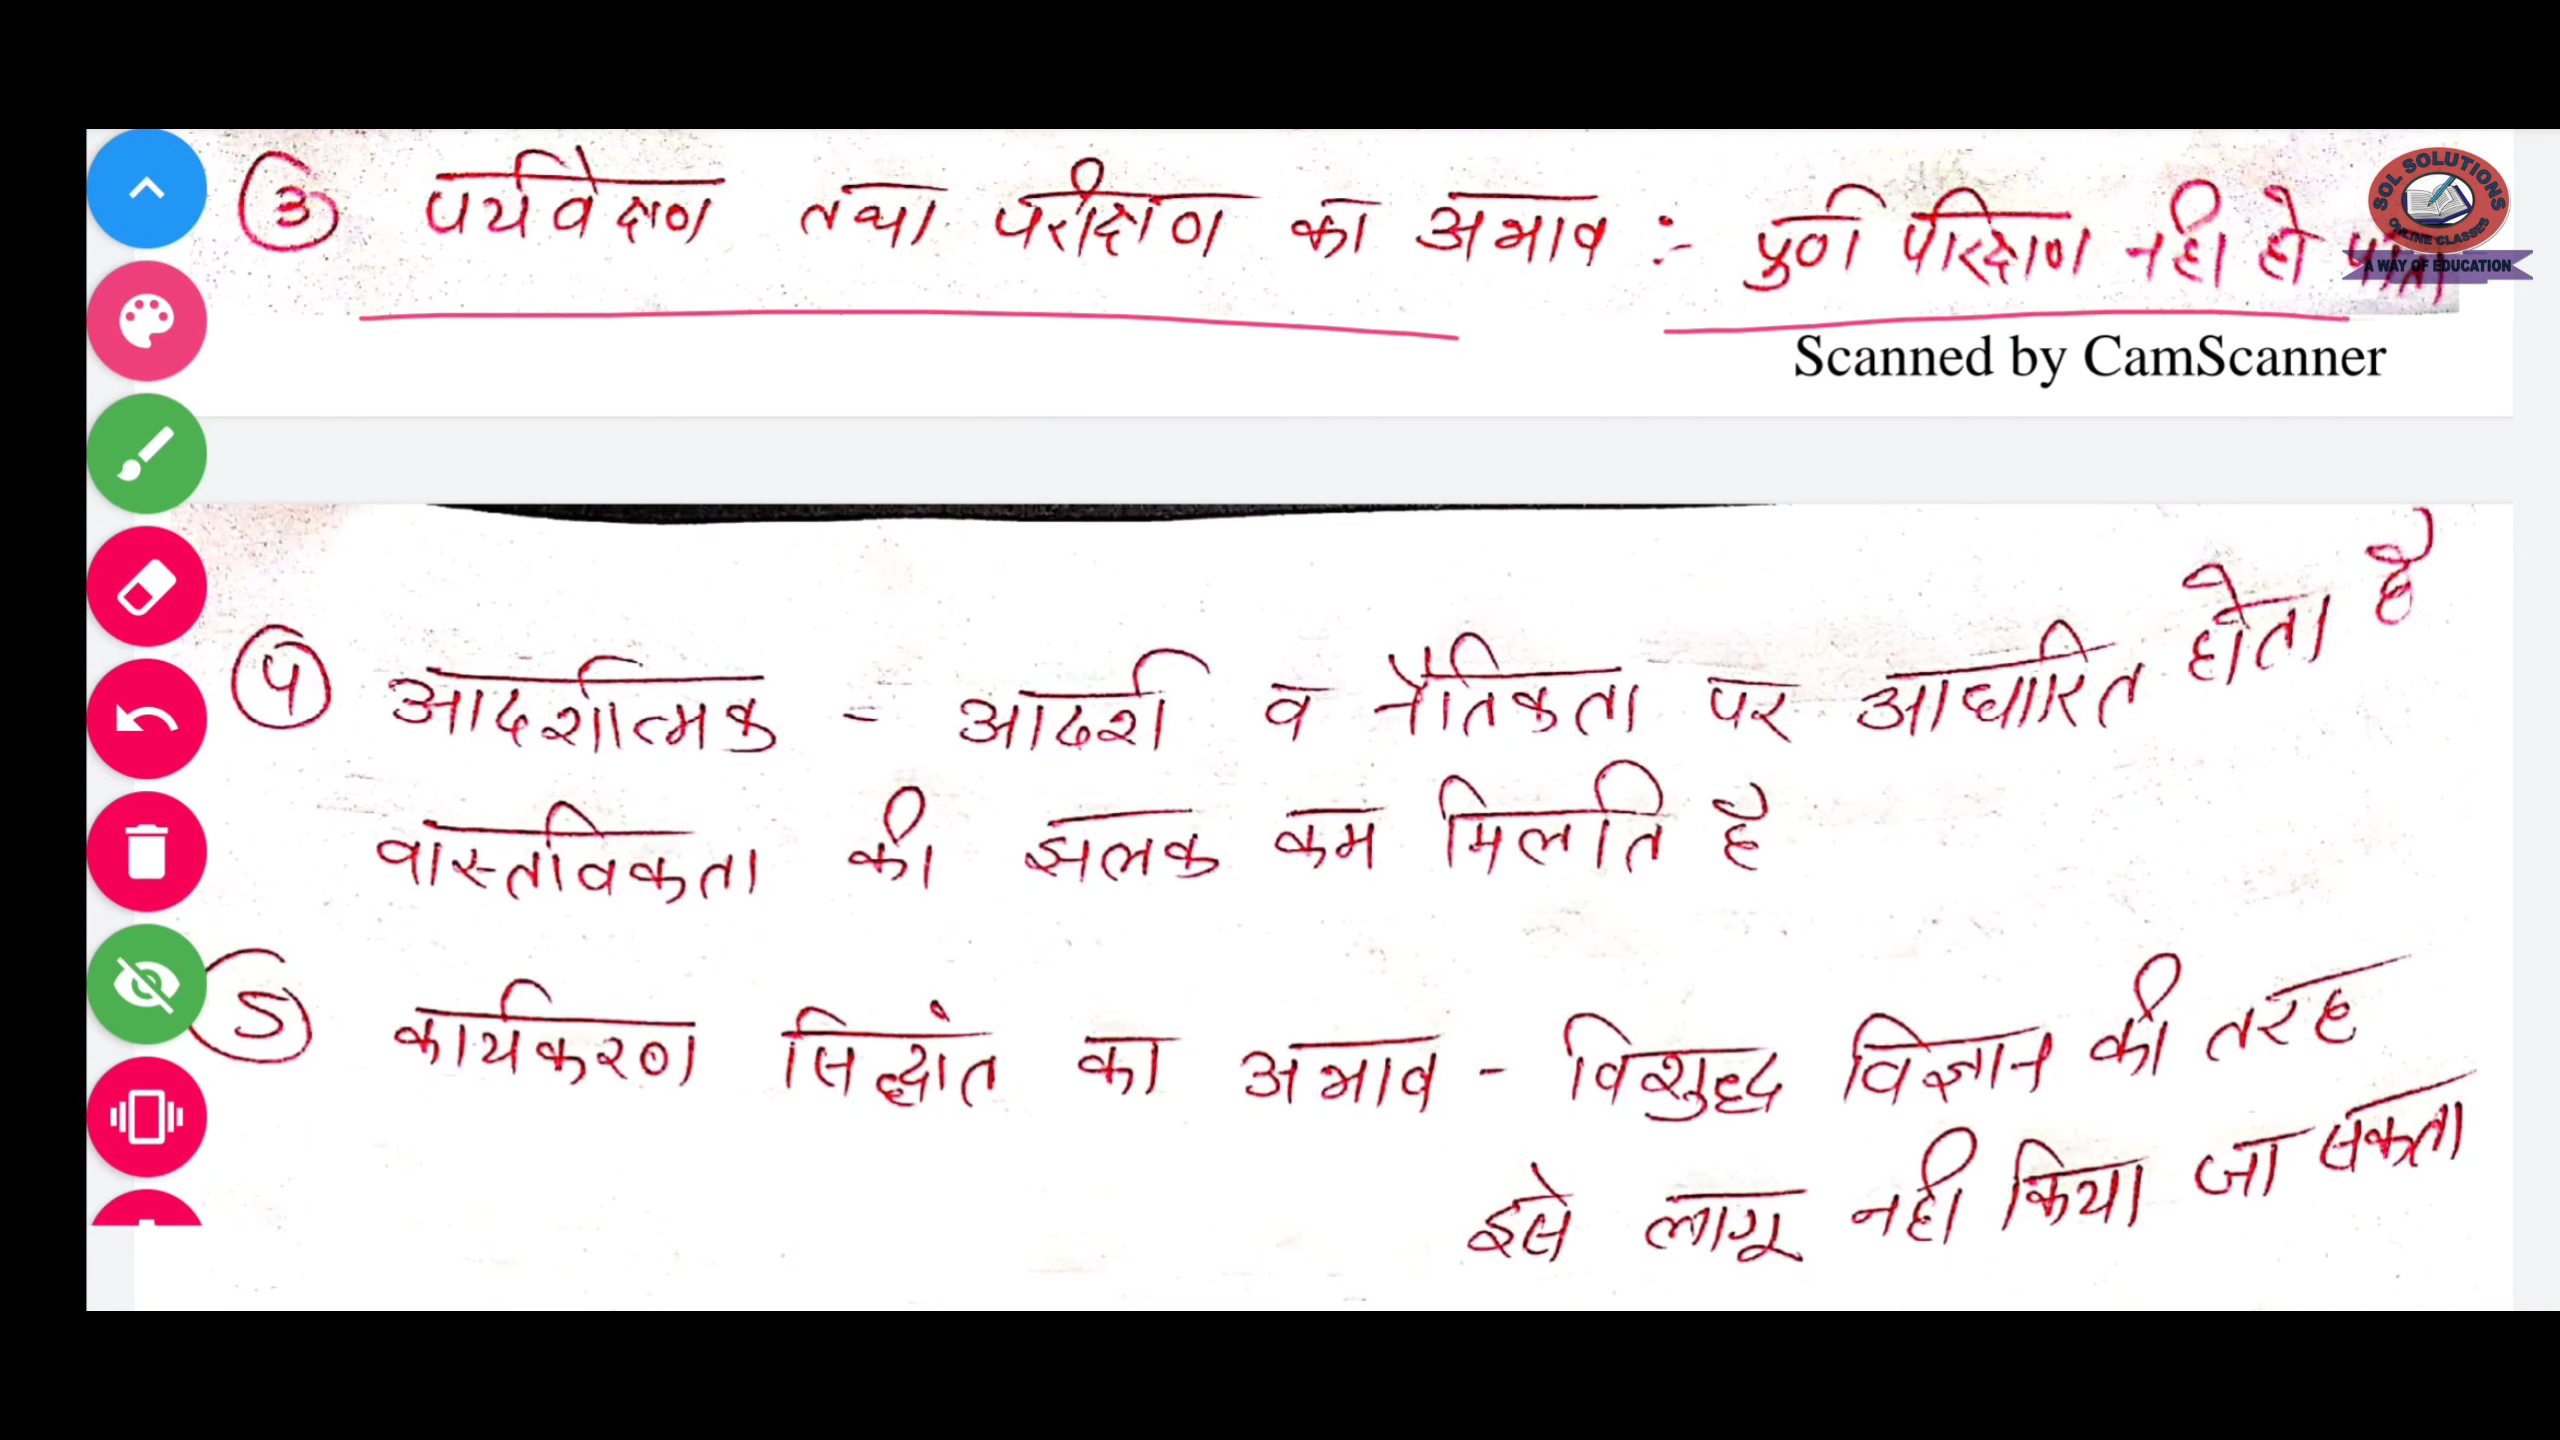 SOL SOLUTIONS
ONLINE CLASSES
A WAY OF EDUCATION
③ पर्यवेक्षण तथा परीक्षण का अभाव :- पुर्ण परिक्षण नही हो पाता
Scanned by CamScanner
④ आदर्शात्मक = आदर्श व नैतिकता पर आधारित होता है
वास्तविकता की झलक कम मिलति है
⑤ कार्यकरण सिद्धांत का अभाव - विशुद्ध विज्ञान की तरह
इसे लागू नही किया जा सकता